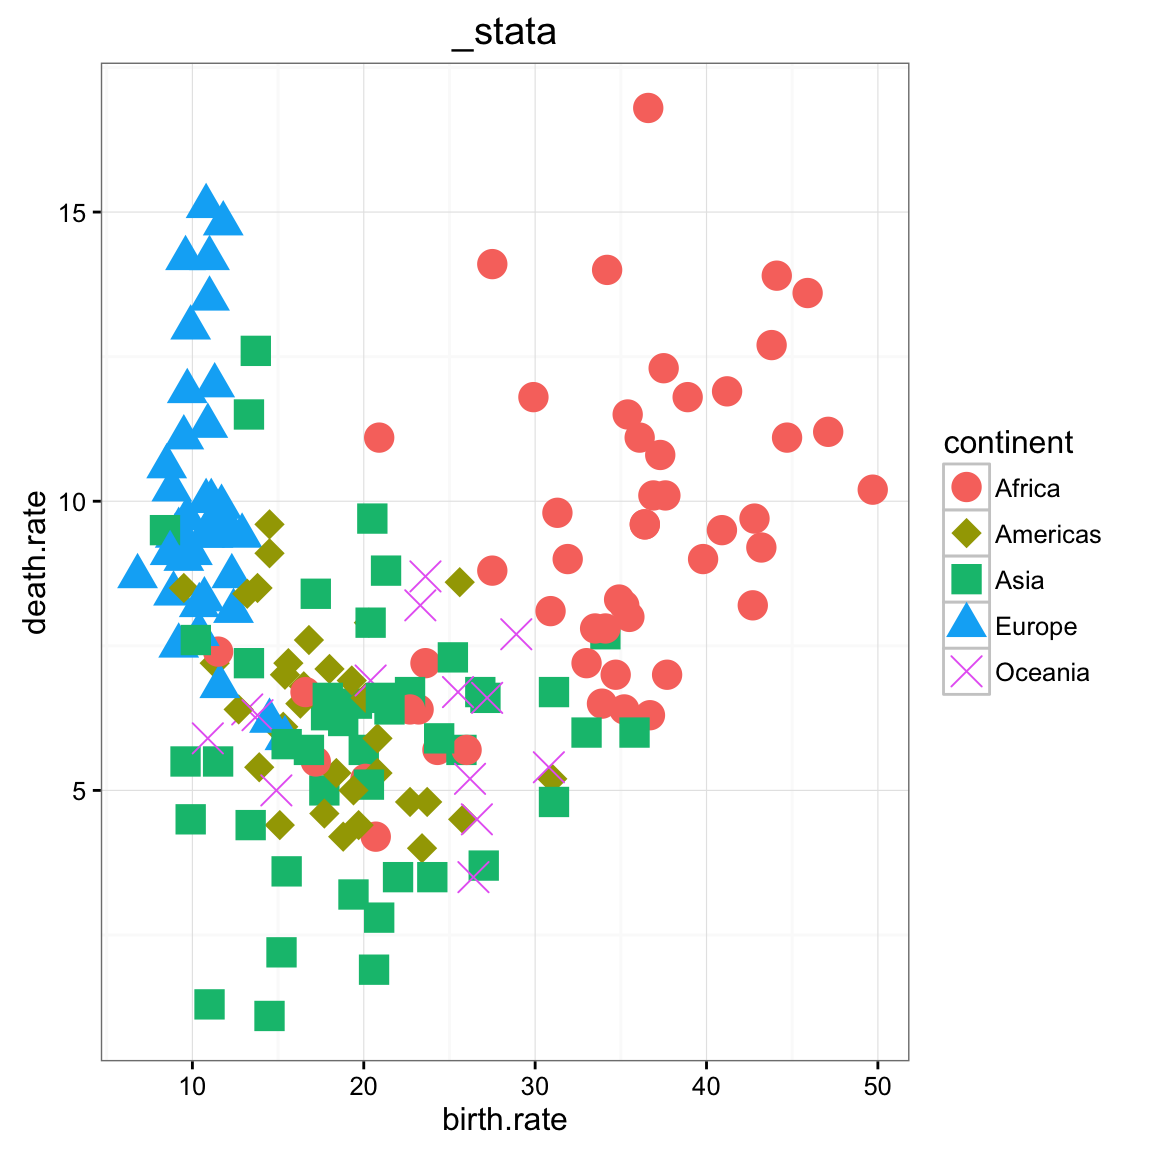 _stata
15
10
5
death.rate
10 20 30 40 50
birth.rate
continent
Africa
Americas
Asia
Europe
Oceania